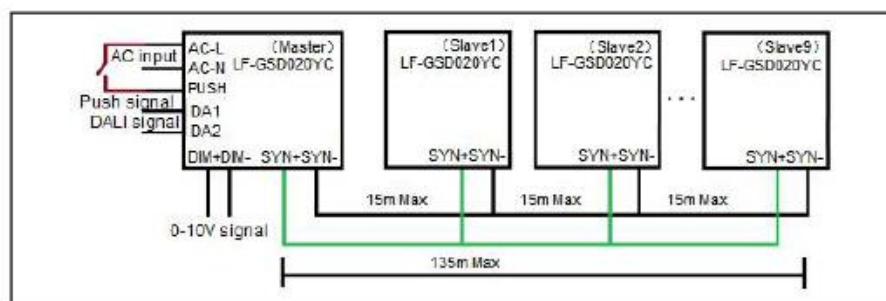 AC input
Push signal
DALI signal
AC-L
AC-N
PUSH
DA1
DA2
(Master)
LF-GSD020YC
DIM+DIM- SYN+SYN-
0-10V signal
(Slave1)
LF-GSD020YC
SYN+SYN-
(Slave2)
LF-GSD020YC
SYN+SYN-
...
(Slave9)
LF-GSD020YC
SYN+SYN-
15m Max
15m Max
15m Max
135m Max